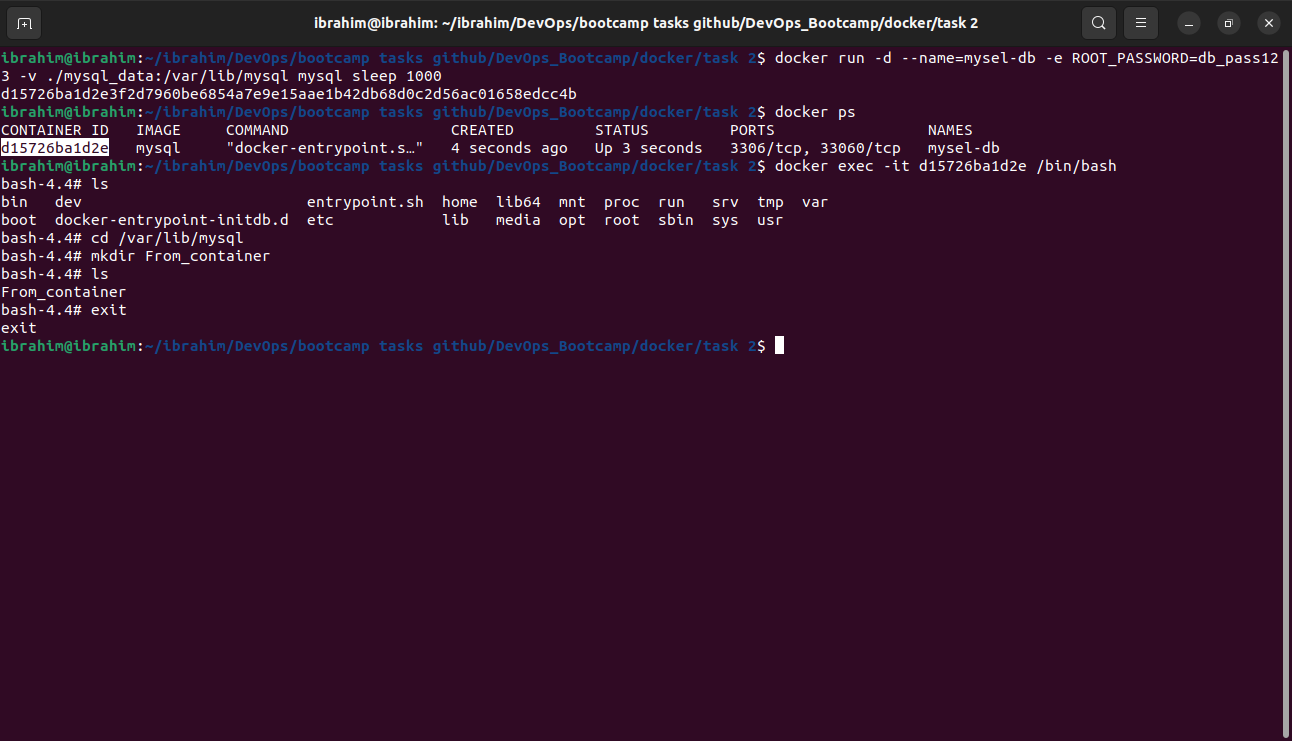 ibrahim@ibrahim: ~/ibrahim/DevOps/bootcamp tasks github/DevOps_Bootcamp/docker/task 2
ibrahim@ibrahim:~/ibrahim/DevOps/bootcamp tasks github/DevOps_Bootcamp/docker/task 2$ docker run -d --name=mysel-db -e ROOT_PASSWORD=db_pass12
3 -v ./mysql_data:/var/lib/mysql mysql sleep 1000
d15726ba1d2e3f2d7960be6854a7e9e15aae1b42db68d0c2d56ac01658edcc4b
ibrahim@ibrahim:~/ibrahim/DevOps/bootcamp tasks github/DevOps_Bootcamp/docker/task 2$ docker ps
CONTAINER ID   IMAGE     COMMAND                  CREATED         STATUS         PORTS                 NAMES
d15726ba1d2e   mysql     "docker-entrypoint.s…"   4 seconds ago   Up 3 seconds   3306/tcp, 33060/tcp   mysel-db
ibrahim@ibrahim:~/ibrahim/DevOps/bootcamp tasks github/DevOps_Bootcamp/docker/task 2$ docker exec -it d15726ba1d2e /bin/bash
bash-4.4# ls
bin   dev                         entrypoint.sh  home  lib64  mnt  proc  run   srv  tmp  var
boot  docker-entrypoint-initdb.d  etc            lib   media  opt  root  sbin  sys  usr
bash-4.4# cd /var/lib/mysql
bash-4.4# mkdir From_container
bash-4.4# ls
From_container
bash-4.4# exit
exit
ibrahim@ibrahim:~/ibrahim/DevOps/bootcamp tasks github/DevOps_Bootcamp/docker/task 2$